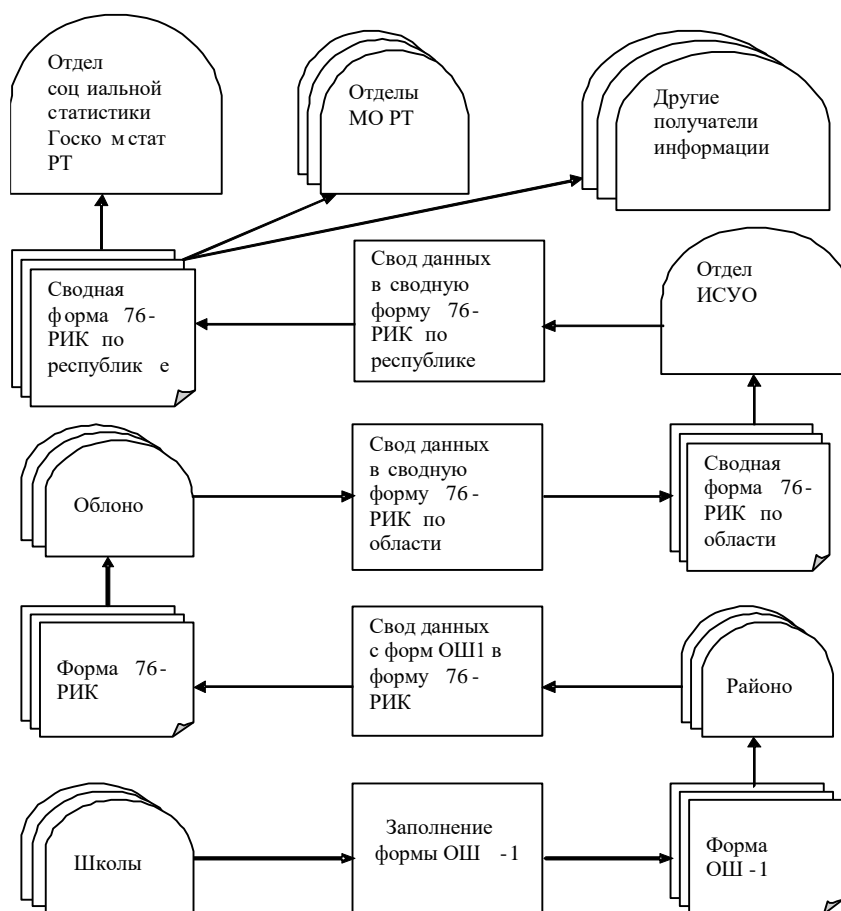 Отдел
соц иальной
статистики
Госко м стат
РТ
Отделы
МО РТ
Другие
получатели
информации
Сводная
ф орма 76-
РИК по
республик е
Свод данных
в сводную
форму 76-
РИК по
республике
Отдел
ИСУО
Облоно
Свод данных
в сводную
форму 76-
РИК по
области
Сводная
форма 76-
РИК по
области
Форма 76-
РИК
Свод данных
с форм ОШ1 в
форму 76-
РИК
Районо
Школы
Заполнение
формы ОШ -1
Форма
ОШ -1